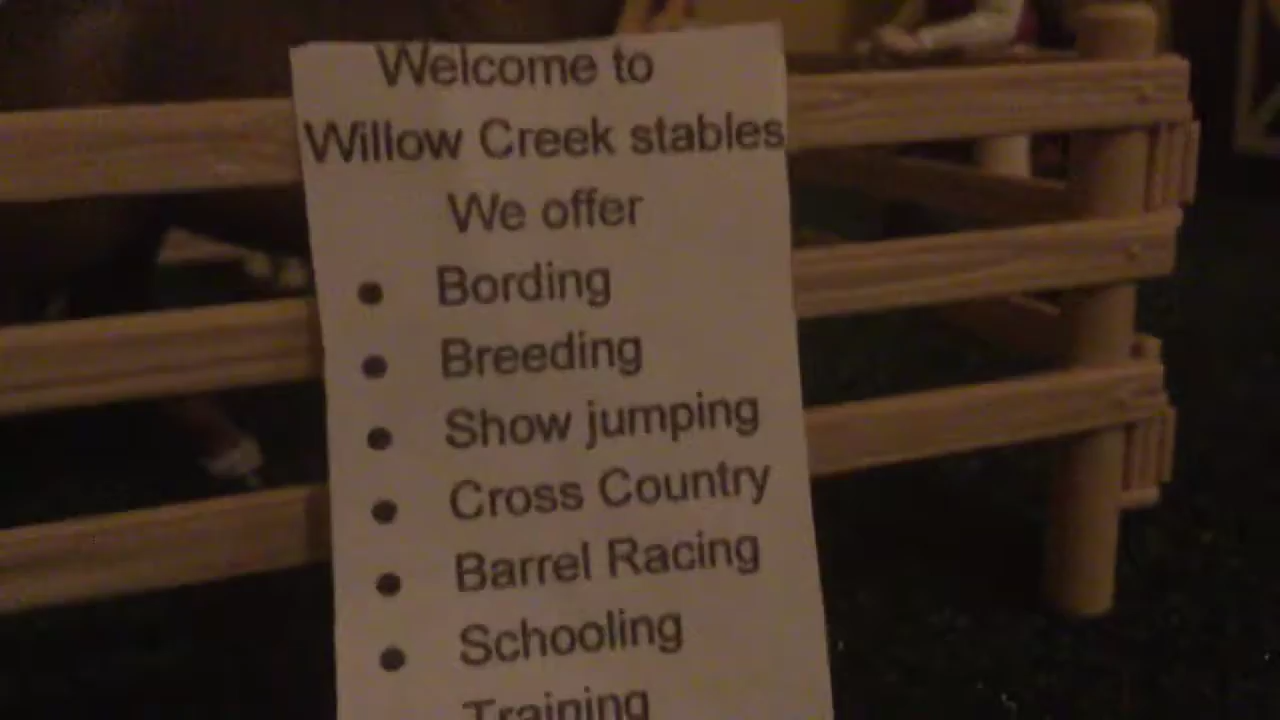 Welcome to
Willow Creek stables
We offer
• Bording
• Breeding
• Show jumping
• Cross Country
• Barrel Racing
• Schooling
Training